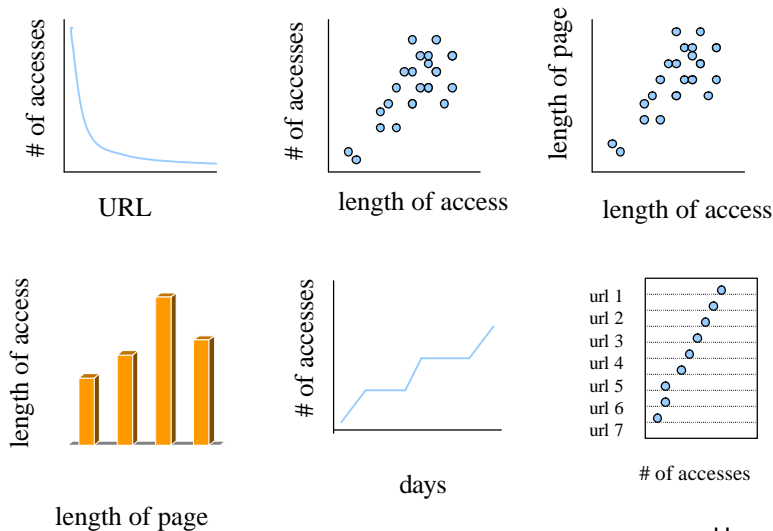 # of accesses
URL
# of accesses
length of access
length of page
length of access
length of access
length of page
# of accesses
days
url 1
url 2
url 3
url 4
url 5
url 6
url 7
# of accesses